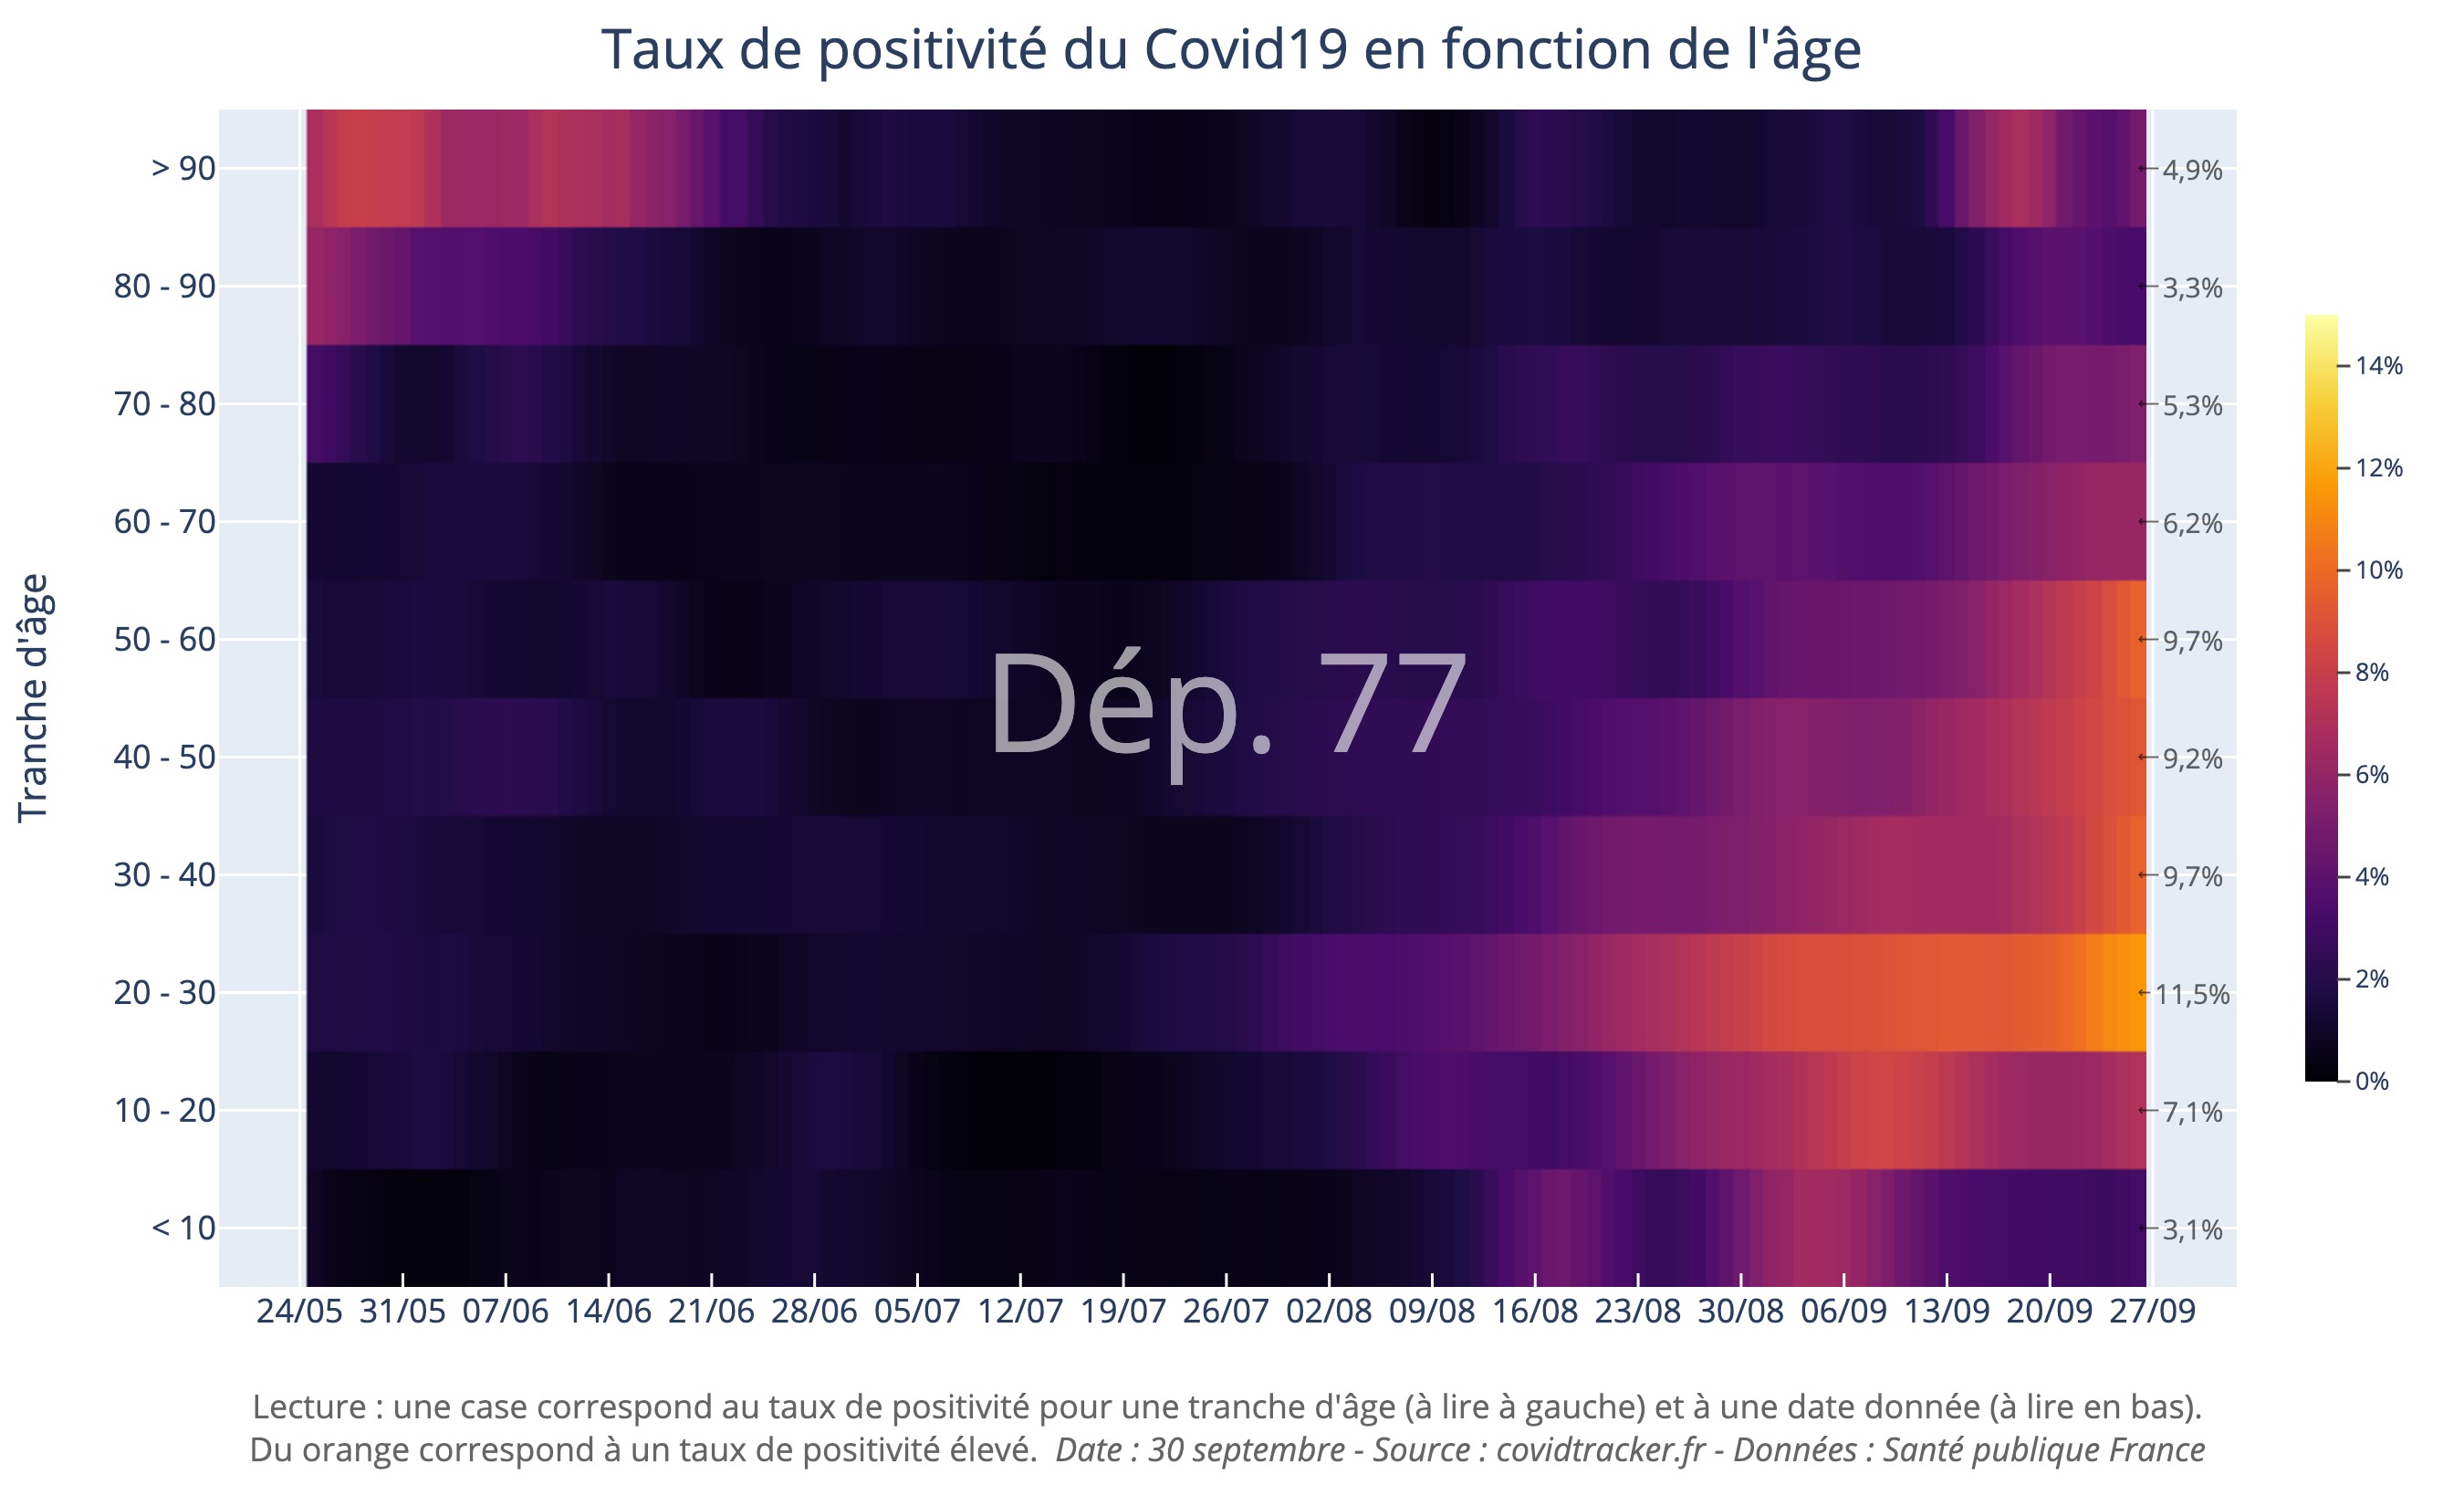 Taux de positivité du Covid19 en fonction de l'âge
Tranche d'âge
> 90
80 - 90
70 - 80
60 - 70
50 - 60
40 - 50
30 - 40
20 - 30
10 - 20
< 10
Dép. 77
4,9%
3,3%
5,3%
6,2%
9,7%
9,2%
9,7%
11,5%
7,1%
3,1%
14%
12%
10%
8%
6%
4%
2%
0%
24/05 31/05 07/06 14/06 21/06 28/06 05/07 12/07 19/07 26/07 02/08 09/08 16/08 23/08 30/08 06/09 13/09 20/09 27/09
Lecture : une case correspond au taux de positivité pour une tranche d'âge (à lire à gauche) et à une date donnée (à lire en bas).
Du orange correspond à un taux de positivité élevé. Date : 30 septembre - Source : covidtracker.fr - Données : Santé publique France